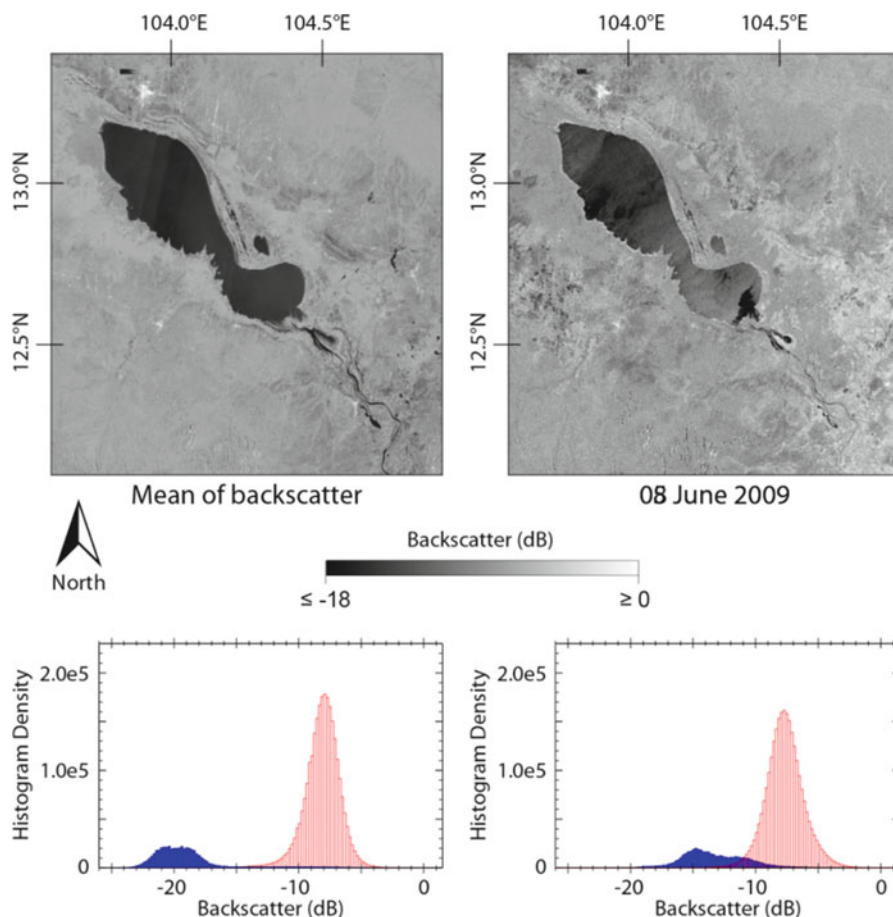 104.0°E 104.5°E 104.0°E 104.5°E
13.0°N 13.0°N
12.5°N 12.5°N
Mean of backscatter 08 June 2009
North
Backscatter (dB)
≤ -18 ≥ 0
Histogram Density Histogram Density
2.0e5 2.0e5
1.0e5 1.0e5
0 0
-20 -10 0 -20 -10 0
Backscatter (dB) Backscatter (dB)